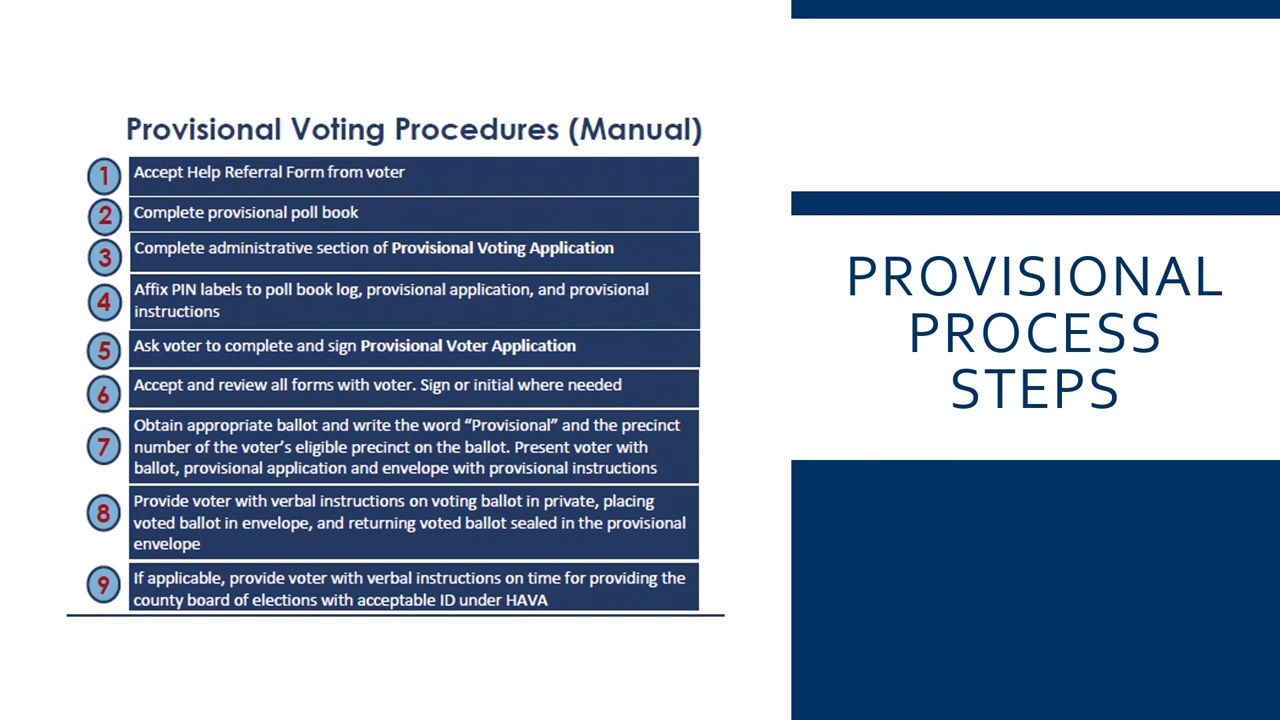 Provisional Voting Procedures (Manual)
1 Accept Help Referral Form from voter
2 Complete provisional poll book
3 Complete administrative section of Provisional Voting Application
4 Affix PIN labels to poll book log, provisional application, and provisional
instructions
5 Ask voter to complete and sign Provisional Voter Application
6 Accept and review all forms with voter. Sign or initial where needed
7 Obtain appropriate ballot and write the word “Provisional” and the precinct
number of the voter’s eligible precinct on the ballot. Present voter with
ballot, provisional application and envelope with provisional instructions
8 Provide voter with verbal instructions on voting ballot in private, placing
voted ballot in envelope, and returning voted ballot sealed in the provisional
envelope
9 If applicable, provide voter with verbal instructions on time for providing the
county board of elections with acceptable ID under HAVA
PROVISIONAL
PROCESS
STEPS